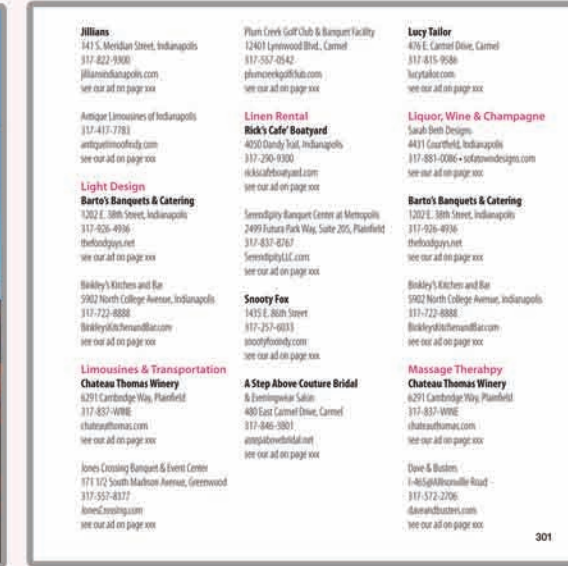 Jillians
141 S. Meridian Street, Indianapolis
317-822-9300
jilliansindianapolis.com
see our ad on page xxx
Antique Limousines of Indianapolis
317-417-7783
antiquelimoofindy.com
see our ad on page xxx
Light Design
Barto's Banquets & Catering
1202 E. 38th Street, Indianapolis
317-926-4936
thefoodguys.net
see our ad on page xxx
Binkley's Kitchen and Bar
5902 North College Avenue, Indianapolis
317-722-8888
BinkleysKitchenandBar.com
see our ad on page xxx
Limousines & Transportation
Chateau Thomas Winery
6291 Cambridge Way, Plainfield
317-837-WINE
chateauthomas.com
see our ad on page xxx
Jones Crossing Banquet & Event Center
171 1/2 South Madison Avenue, Greenwood
317-557-8377
JonesCrossing.com
see our ad on page xxx
Plum Creek Golf Club & Banquet Facility
12401 Lynnwood Blvd., Carmel
317-557-0542
plumcreekgolfclub.com
see our ad on page xxx
Linen Rental
Rick's Cafe' Boatyard
4050 Dandy Trail, Indianapolis
317-290-9300
rickscafeboatyard.com
see our ad on page xxx
Serendipity Banquet Center at Metropolis
2499 Futura Park Way, Suite 205, Plainfield
317-837-8767
SerendipityLLC.com
see our ad on page xxx
Snooty Fox
1435 E. 86th Street
317-257-6033
snootyfoxindy.com
see our ad on page xxx
A Step Above Couture Bridal
& Eveningwear Salon
480 East Carmel Drive, Carmel
317-846-3801
astepabovebridal.net
see our ad on page xxx
Lucy Tailor
476 E. Carmel Drive, Carmel
317-815-9586
lucytailor.com
see our ad on page xxx
Liquor, Wine & Champagne
Sarah Beth Designs
4431 Courtfield, Indianapolis
317-881-0086 • sofatowndesigns.com
see our ad on page xxx
Barto's Banquets & Catering
1202 E. 38th Street, Indianapolis
317-926-4936
thefoodguys.net
see our ad on page xxx
Binkley's Kitchen and Bar
5902 North College Avenue, Indianapolis
317-722-8888
BinkleysKitchenandBar.com
see our ad on page xxx
Massage Therahpy
Chateau Thomas Winery
6291 Cambridge Way, Plainfield
317-837-WINE
chateauthomas.com
see our ad on page xxx
Dave & Busters
I-465@Allisonville Road
317-572-2706
daveandbusters.com
see our ad on page xxx
301